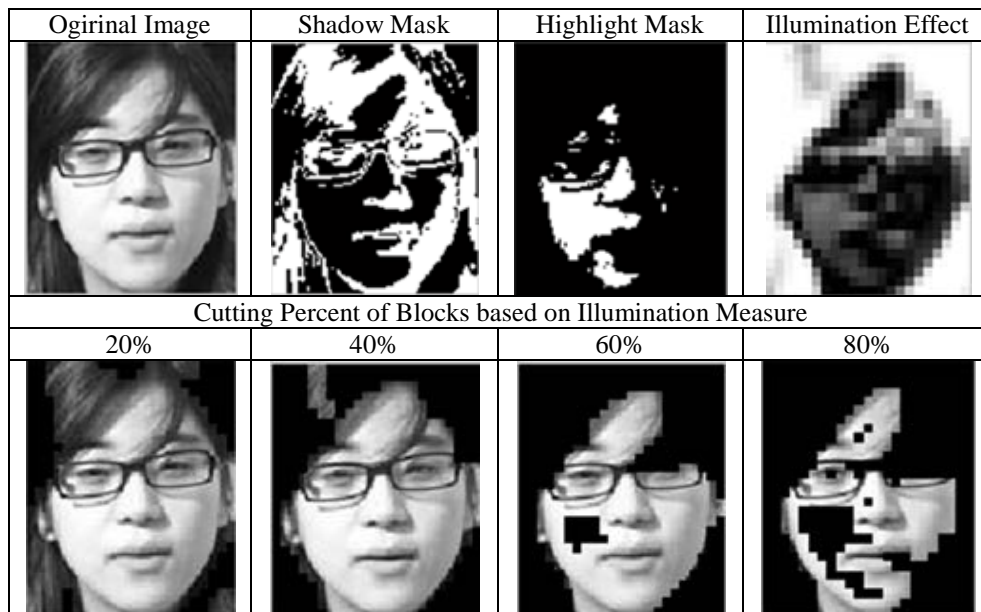 Ogirinal Image Shadow Mask Highlight Mask Illumination Effect
Cutting Percent of Blocks based on Illumination Measure
20% 40% 60% 80%